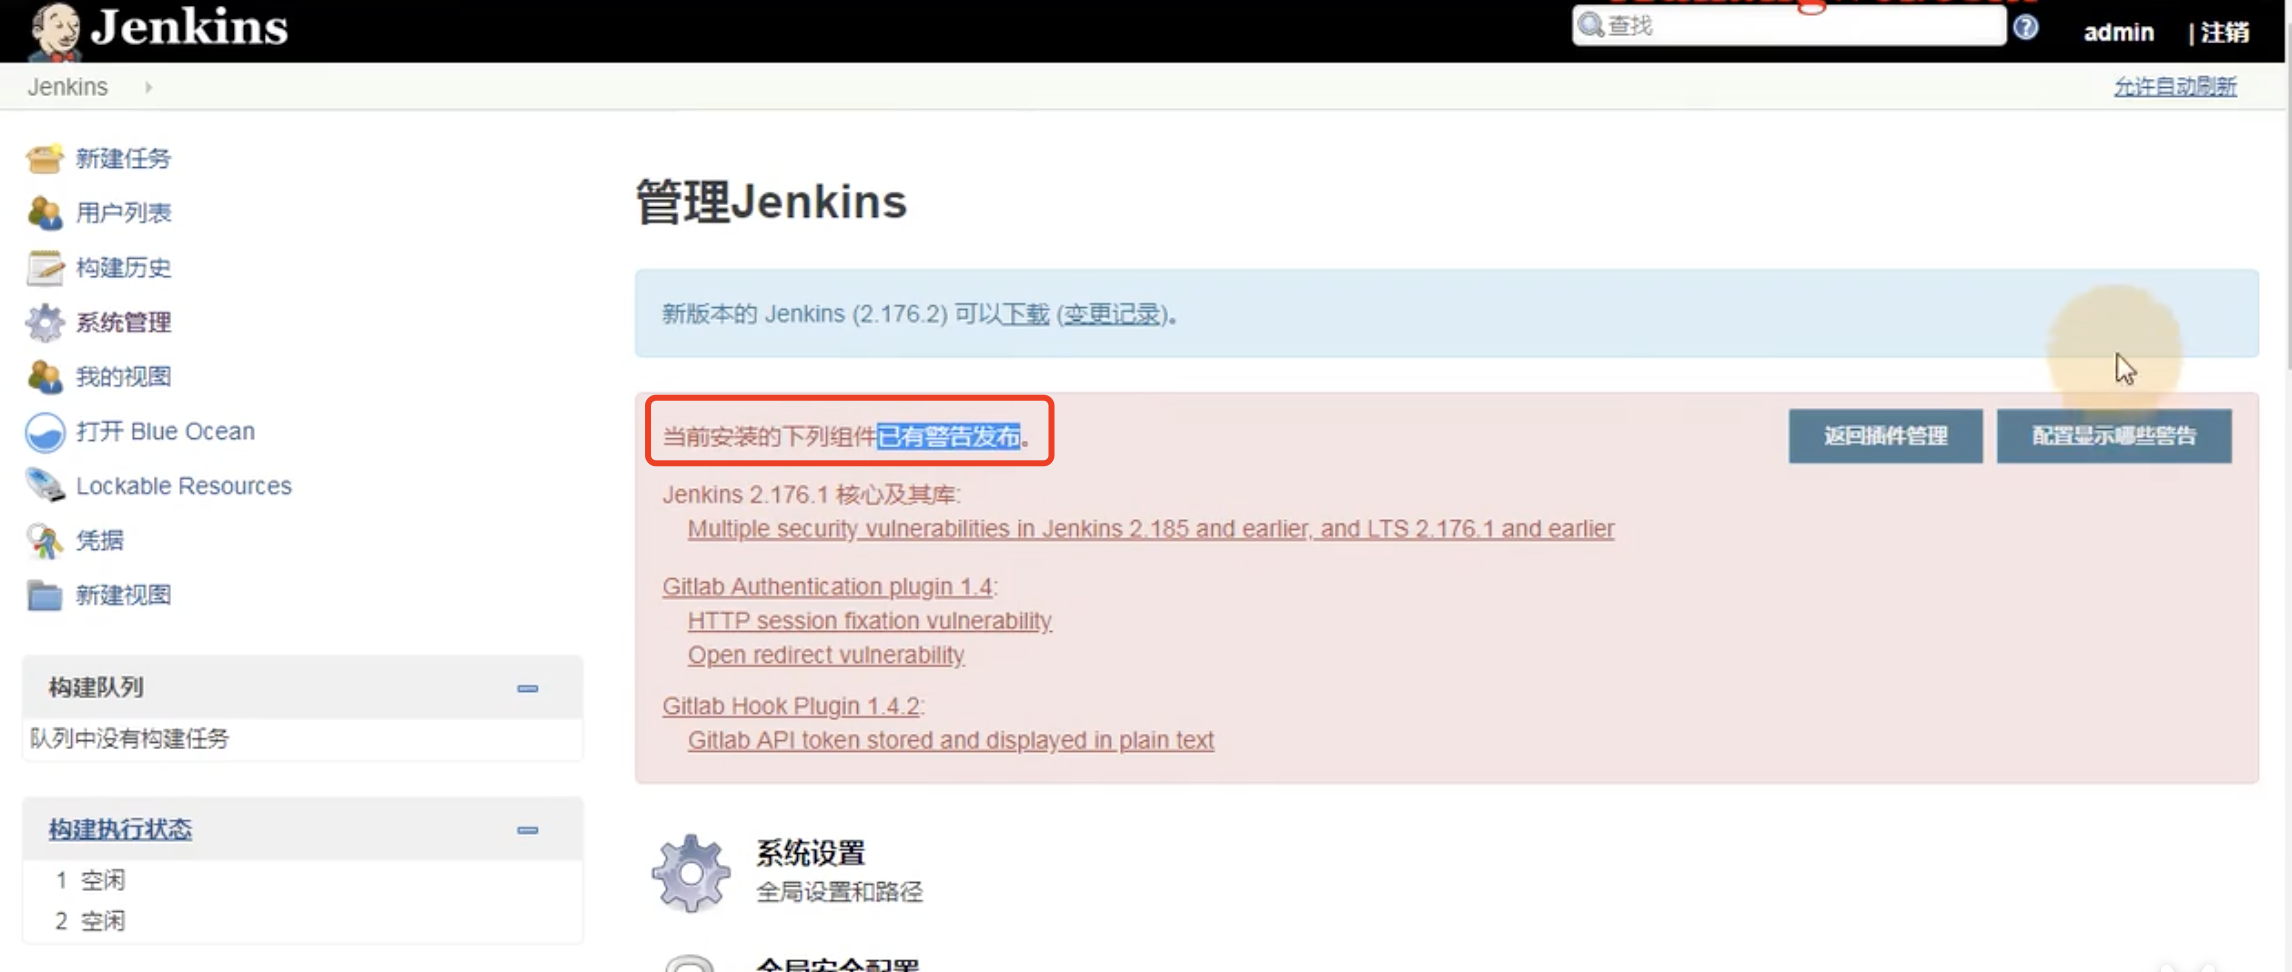 Jenkins
查找
admin
| 注销
Jenkins
允许自动刷新
新建任务
用户列表
构建历史
系统管理
我的视图
打开 Blue Ocean
Lockable Resources
凭据
新建视图
构建队列
队列中没有构建任务
构建执行状态
1 空闲
2 空闲
管理Jenkins
新版本的 Jenkins (2.176.2) 可以下载 (变更记录)。
当前安装的下列组件已有警告发布。
返回插件管理
配置显示哪些警告
Jenkins 2.176.1 核心及其库:
Multiple security vulnerabilities in Jenkins 2.185 and earlier, and LTS 2.176.1 and earlier
Gitlab Authentication plugin 1.4:
HTTP session fixation vulnerability
Open redirect vulnerability
Gitlab Hook Plugin 1.4.2:
Gitlab API token stored and displayed in plain text
系统设置
全局设置和路径
全局安全配置